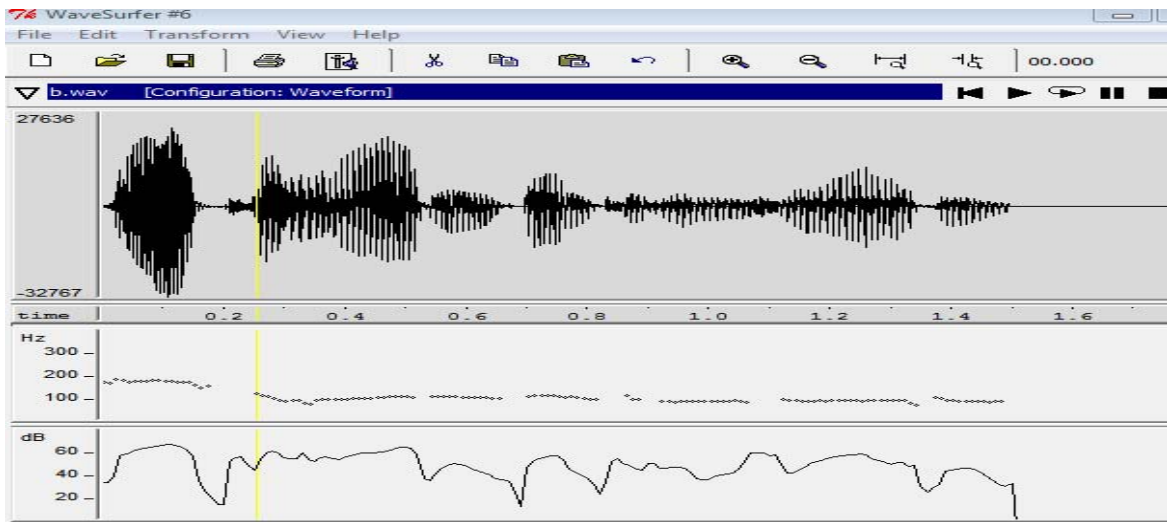 WaveSurfer #6
File Edit Transform View Help
00.000
b.wav [Configuration: Waveform]
27636
-32767
time 0.2 0.4 0.6 0.8 1.0 1.2 1.4 1.6
Hz
300
200
100
dB
60
40
20